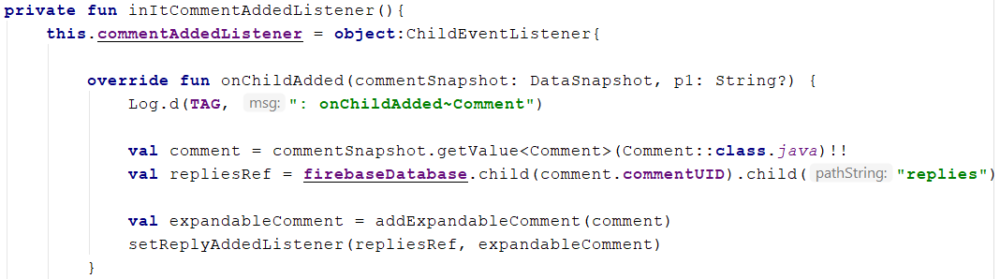 private fun inItCommentAddedListener(){
this.commentAddedListener = object:ChildEventListener{
override fun onChildAdded(commentSnapshot: DataSnapshot, p1: String?) {
Log.d(TAG, msg: ": onChildAdded~Comment")
val comment = commentSnapshot.getValue<Comment>(Comment::class.java)!!
val repliesRef = firebaseDatabase.child(comment.commentUID).child( pathString: "replies")
val expandableComment = addExpandableComment(comment)
setReplyAddedListener(repliesRef, expandableComment)
}